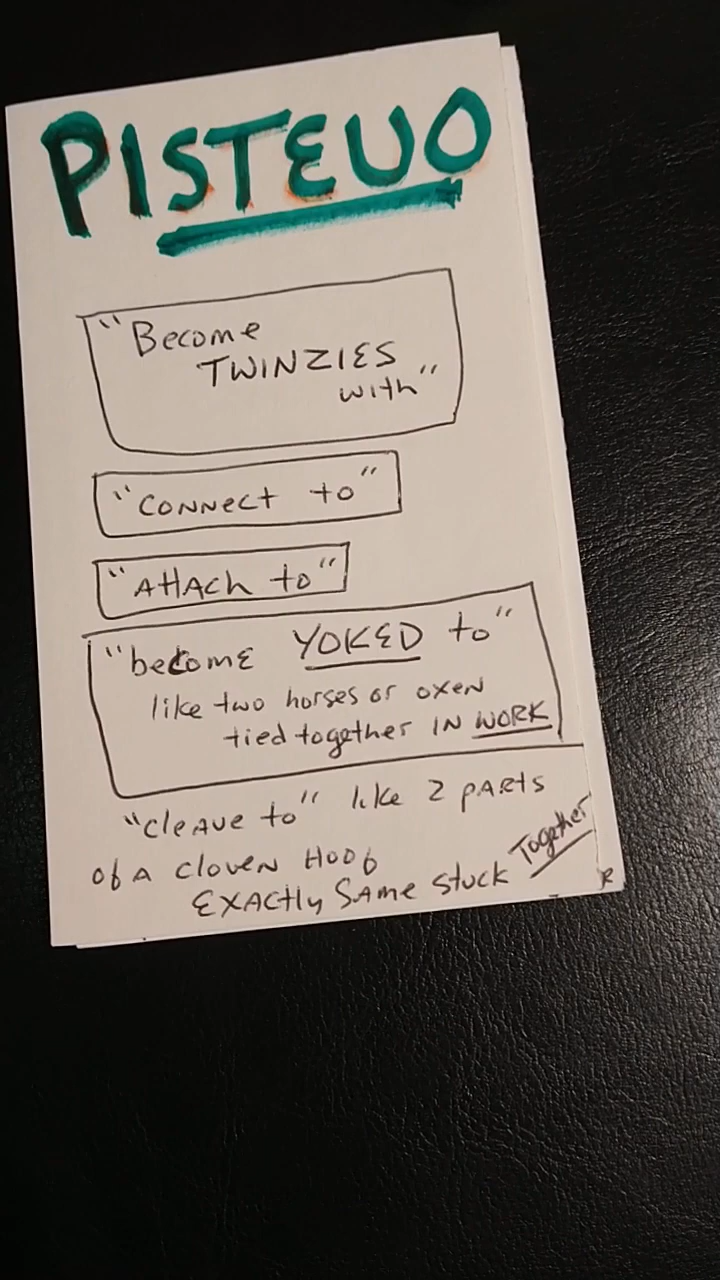 PISTEUO
"Become
TWINZIES
with"
"CONNECT to"
"AttACh to"
"become YOKED to"
like two horses or oxen
tied together IN WORK
"cleAve to" like 2 pARts
of A cloveN Hoof
EXACtly SAme stuck Together